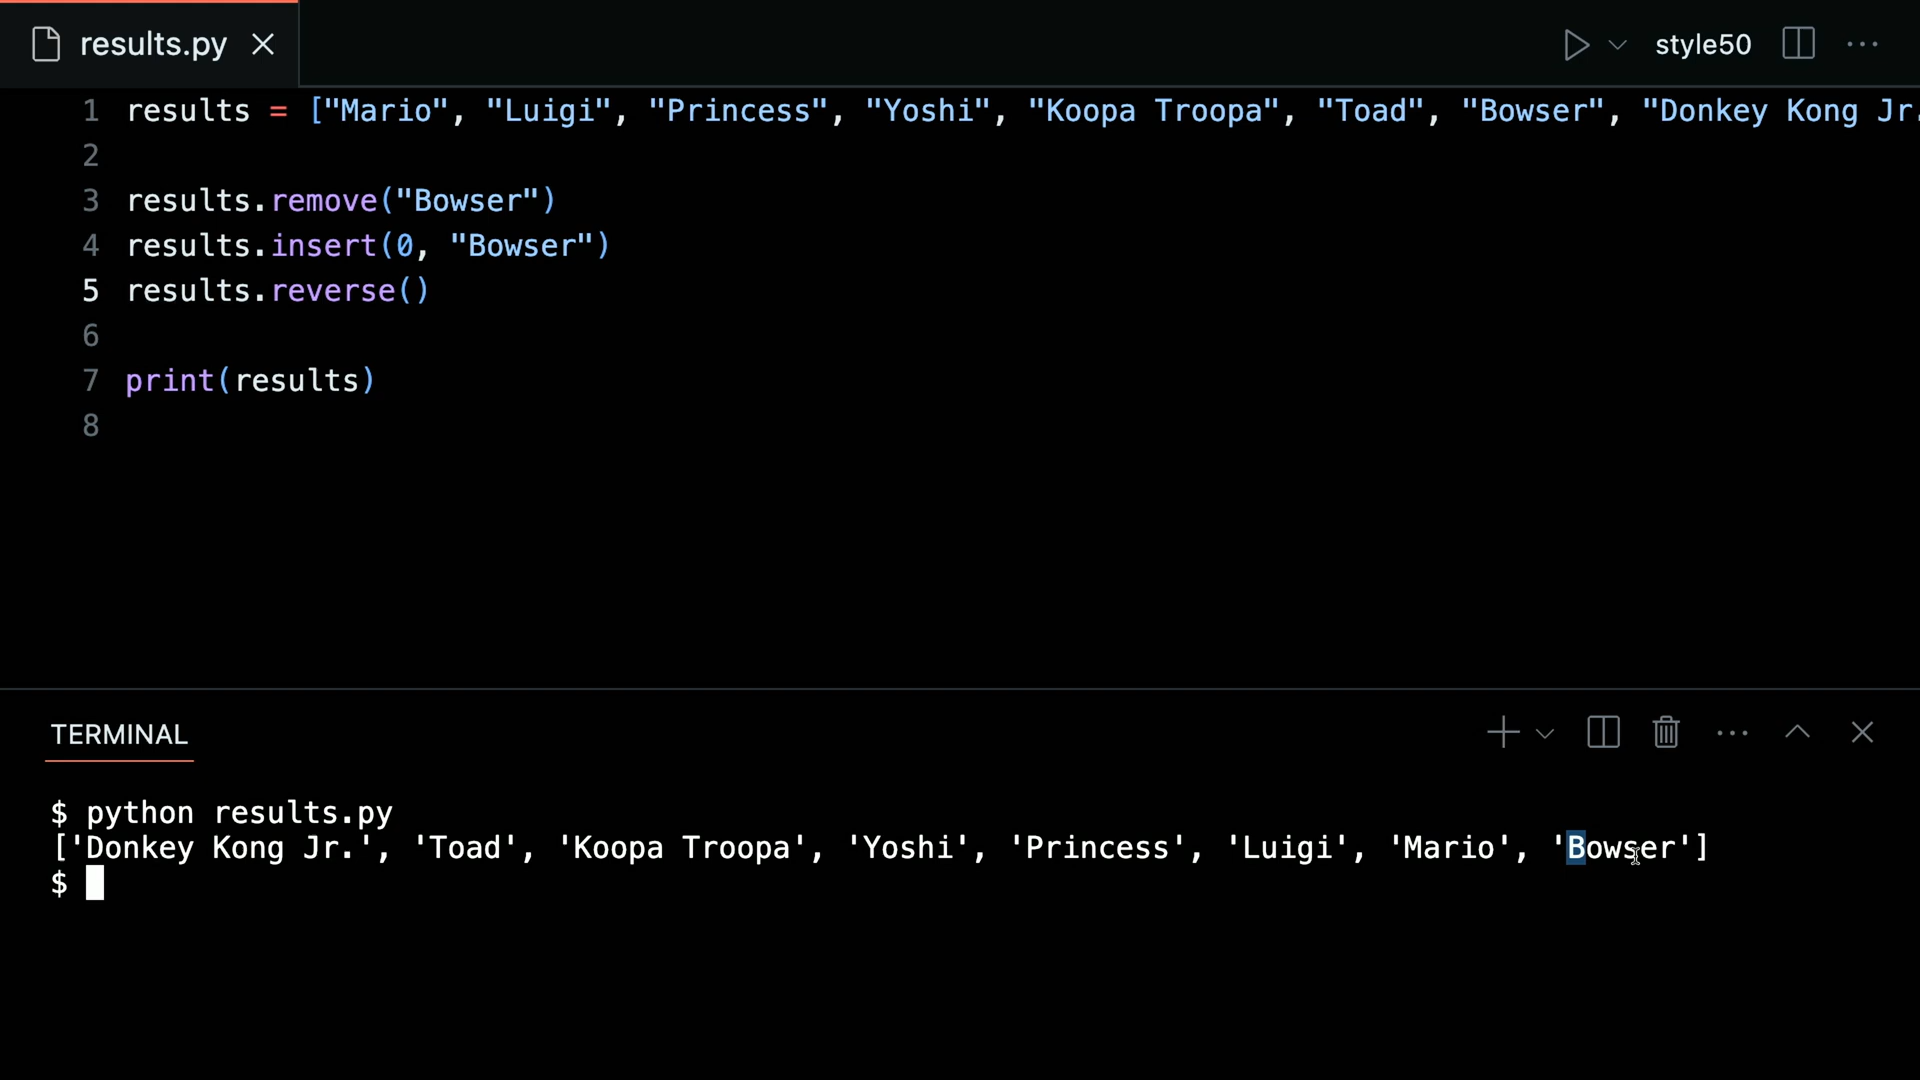 results.py
style50
1 results = ["Mario", "Luigi", "Princess", "Yoshi", "Koopa Troopa", "Toad", "Bowser", "Donkey Kong Jr.
2
3 results.remove("Bowser")
4 results.insert(0, "Bowser")
5 results.reverse()
6
7 print(results)
8
TERMINAL
$ python results.py
['Donkey Kong Jr.', 'Toad', 'Koopa Troopa', 'Yoshi', 'Princess', 'Luigi', 'Mario', 'Bowser']
$